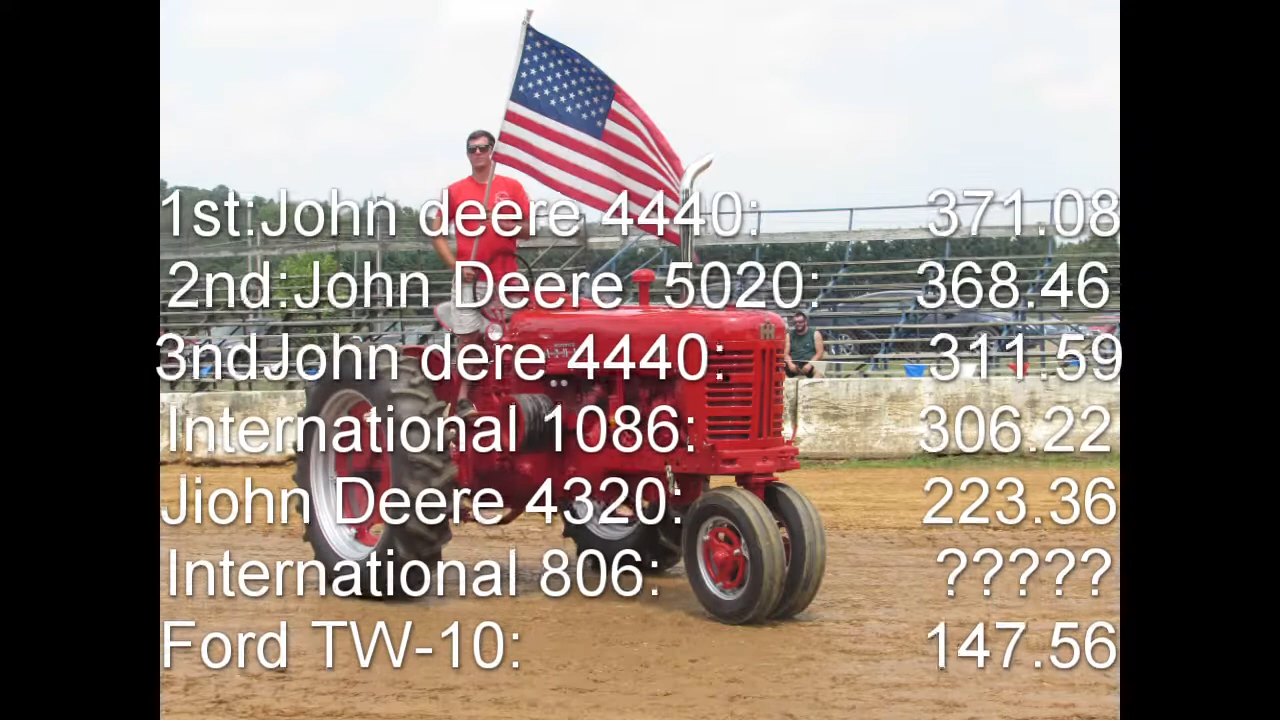 1st:John deere 4440: 371.08
2nd:John Deere 5020: 368.46
3ndJohn dere 4440: 311.59
International 1086: 306.22
Jiohn Deere 4320: 223.36
International 806: ?????
Ford TW-10: 147.56